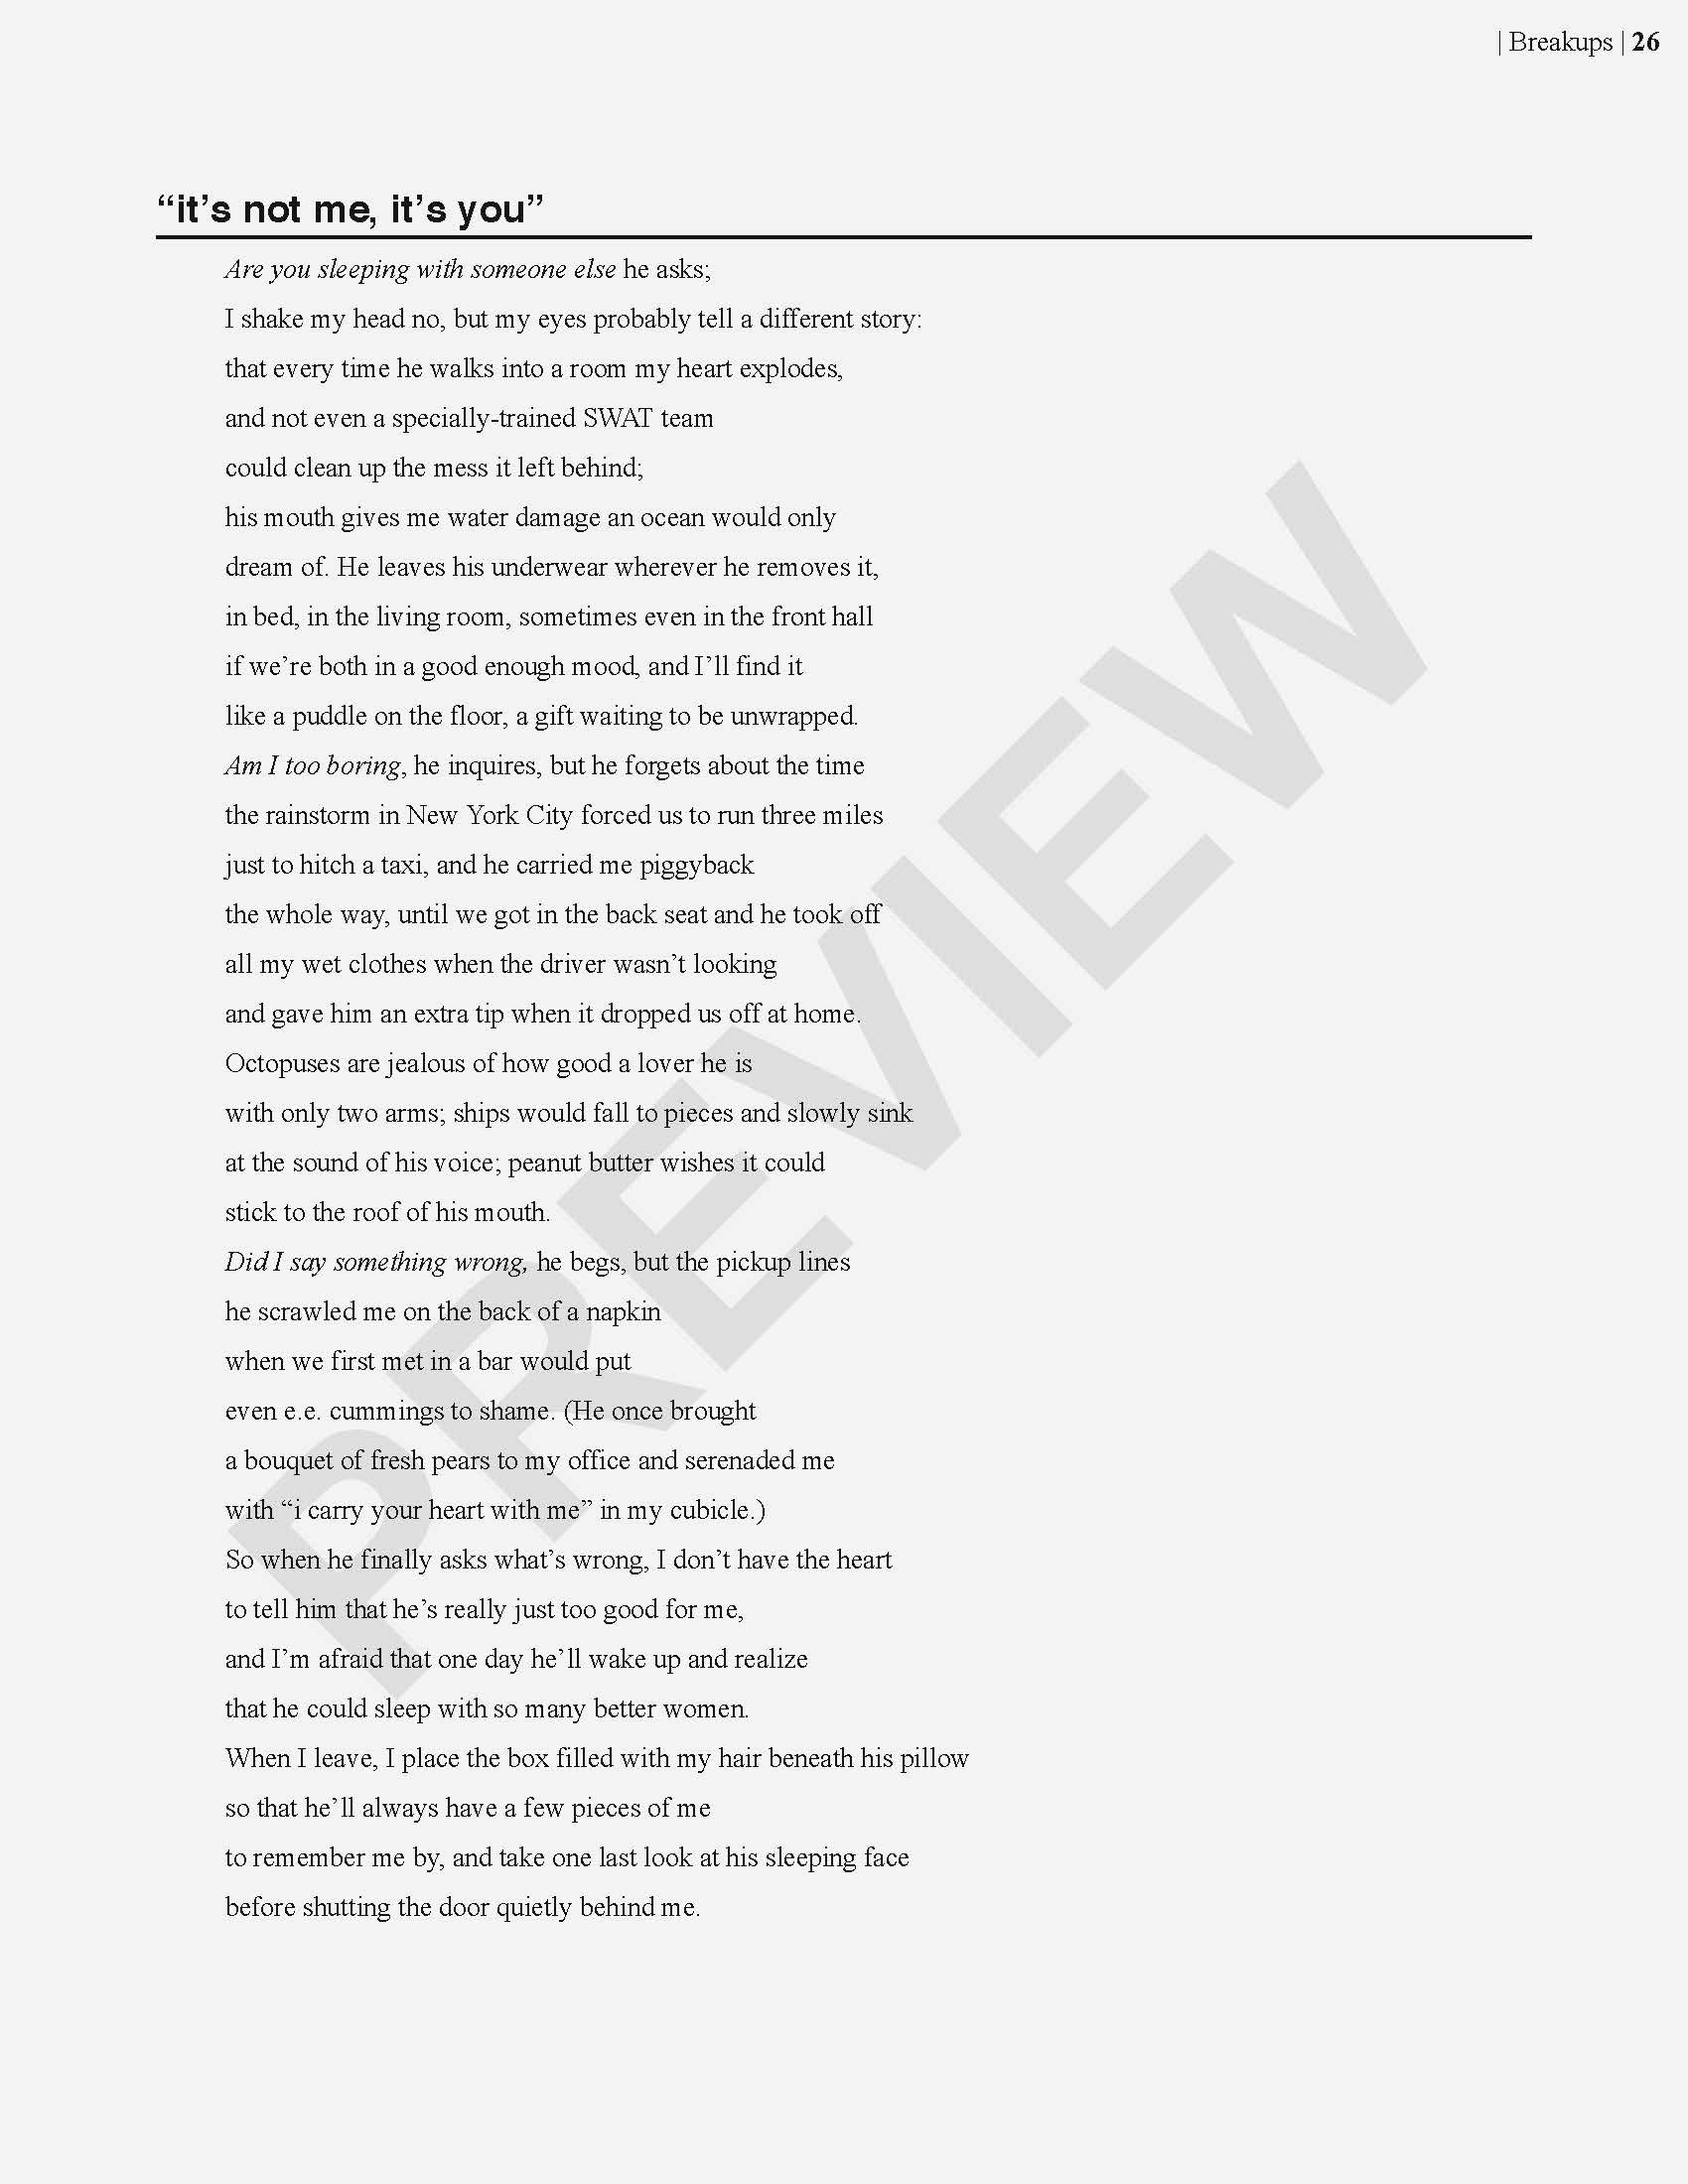 | Breakups | 26
“it’s not me, it’s you”
Are you sleeping with someone else he asks;
I shake my head no, but my eyes probably tell a different story:
that every time he walks into a room my heart explodes,
and not even a specially-trained SWAT team
could clean up the mess it left behind;
his mouth gives me water damage an ocean would only
dream of. He leaves his underwear wherever he removes it,
in bed, in the living room, sometimes even in the front hall
if we’re both in a good enough mood, and I’ll find it
like a puddle on the floor, a gift waiting to be unwrapped.
Am I too boring, he inquires, but he forgets about the time
the rainstorm in New York City forced us to run three miles
just to hitch a taxi, and he carried me piggyback
the whole way, until we got in the back seat and he took off
all my wet clothes when the driver wasn’t looking
and gave him an extra tip when it dropped us off at home.
Octopuses are jealous of how good a lover he is
with only two arms; ships would fall to pieces and slowly sink
at the sound of his voice; peanut butter wishes it could
stick to the roof of his mouth.
Did I say something wrong, he begs, but the pickup lines
he scrawled me on the back of a napkin
when we first met in a bar would put
even e.e. cummings to shame. (He once brought
a bouquet of fresh pears to my office and serenaded me
with “i carry your heart with me” in my cubicle.)
So when he finally asks what’s wrong, I don’t have the heart
to tell him that he’s really just too good for me,
and I’m afraid that one day he’ll wake up and realize
that he could sleep with so many better women.
When I leave, I place the box filled with my hair beneath his pillow
so that he’ll always have a few pieces of me
to remember me by, and take one last look at his sleeping face
before shutting the door quietly behind me.
PREVIEW